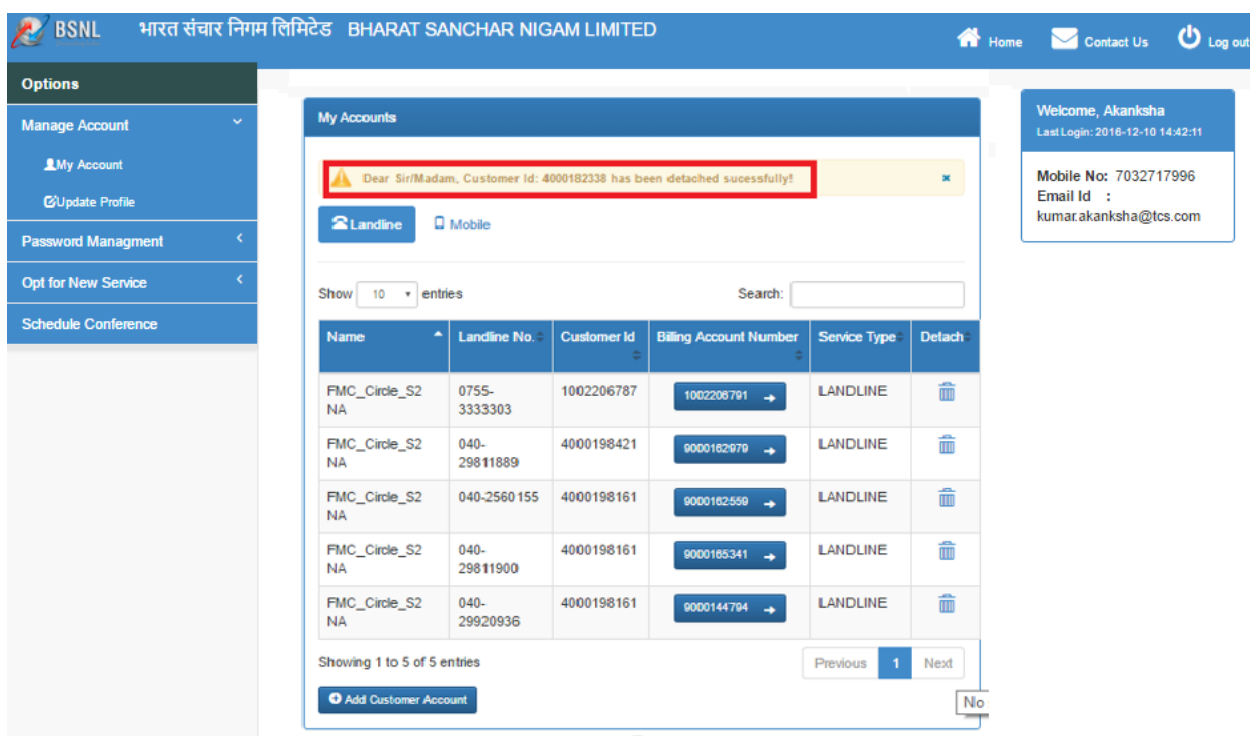 BSNL भारत संचार निगम लिमिटेड BHARAT SANCHAR NIGAM LIMITED
Home Contact Us Log out
Options
Manage Account
My Account
Update Profile
Password Managment
Opt for New Service
Schedule Conference
My Accounts
Dear Sir/Madam, Customer Id: 4000182338 has been detached sucessfully!
Landline Mobile
Show 10 entries Search:
Name Landline No. Customer Id Billing Account Number Service Type Detach
FMC_Circle_S2 0755- 1002206787 1002206791 LANDLINE
NA 3333303
FMC_Circle_S2 040- 4000198421 9000162979 LANDLINE
NA 29811889
FMC_Circle_S2 040-2560155 4000198161 9000162559 LANDLINE
NA
FMC_Circle_S2 040- 4000198161 9000165341 LANDLINE
NA 29811900
FMC_Circle_S2 040- 4000198161 9000144794 LANDLINE
NA 29920936
Showing 1 to 5 of 5 entries Previous 1 Next
Add Customer Account
No
Welcome, Akanksha
Last Login: 2016-12-10 14:42:11
Mobile No: 7032717996
Email Id :
kumar.akanksha@tcs.com